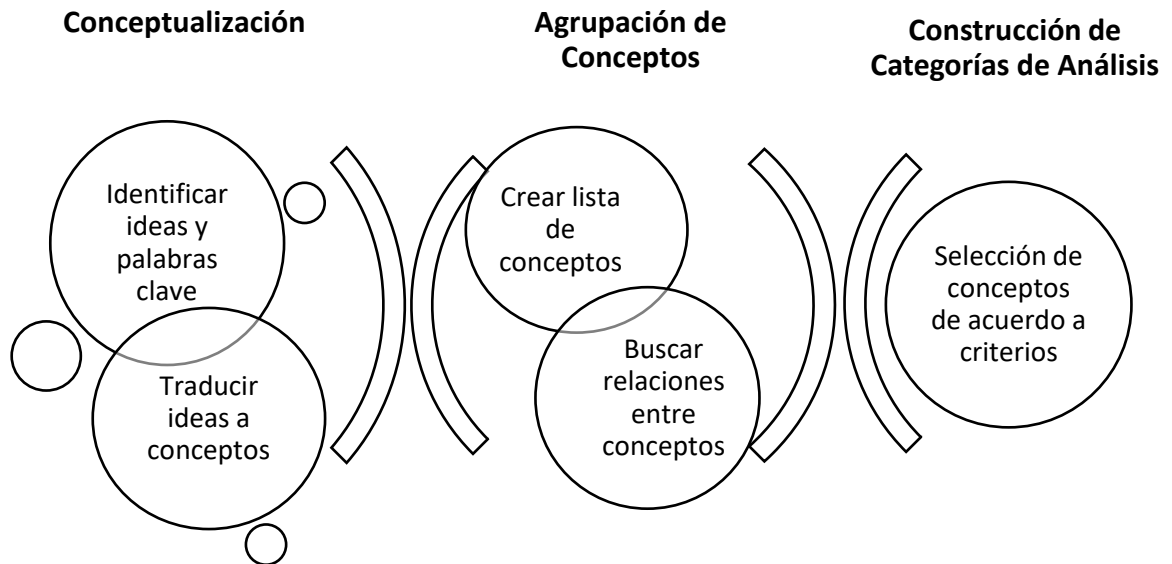 Conceptualización
Agrupación de
Conceptos
Construcción de
Categorías de Análisis
Identificar
ideas y
palabras
clave
Traducir
ideas a
conceptos
Crear lista
de
conceptos
Buscar
relaciones
entre
conceptos
Selección de
conceptos
de acuerdo a
criterios